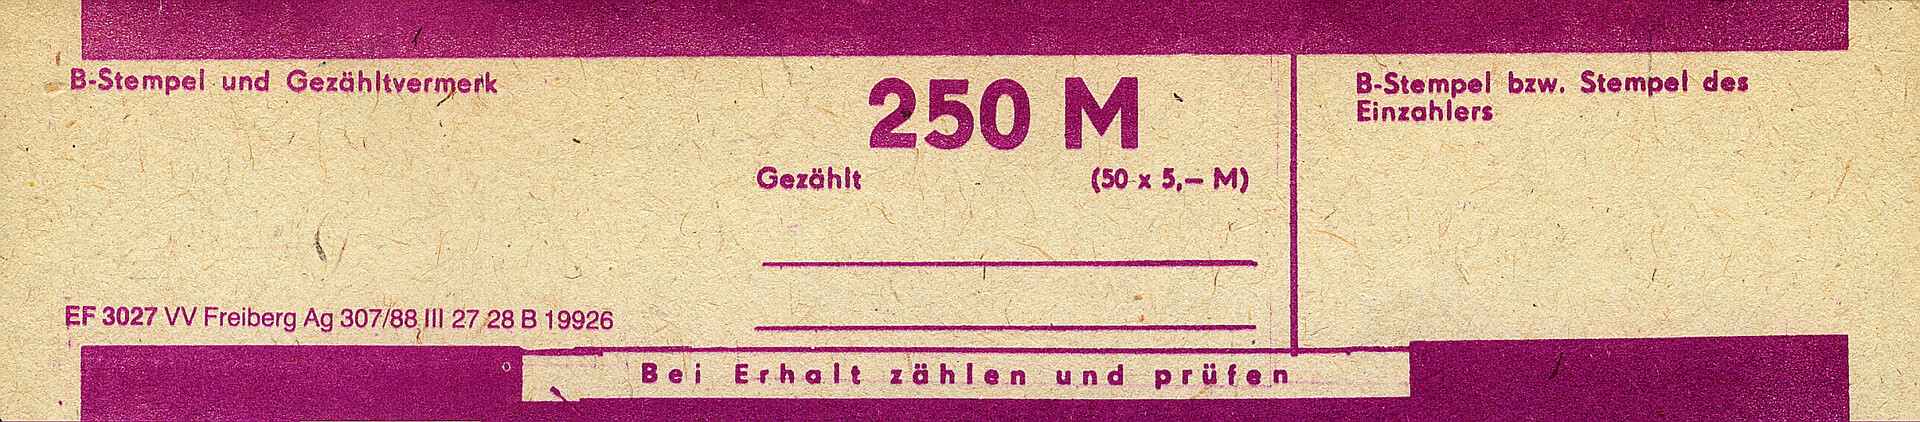 B-Stempel und Gezähltvermerk
250 M
Gezählt (50 x 5,– M)
B-Stempel bzw. Stempel des
Einzahlers
EF 3027 VV Freiberg Ag 307/88 III 27 28 B 19926
Bei Erhalt zählen und prüfen